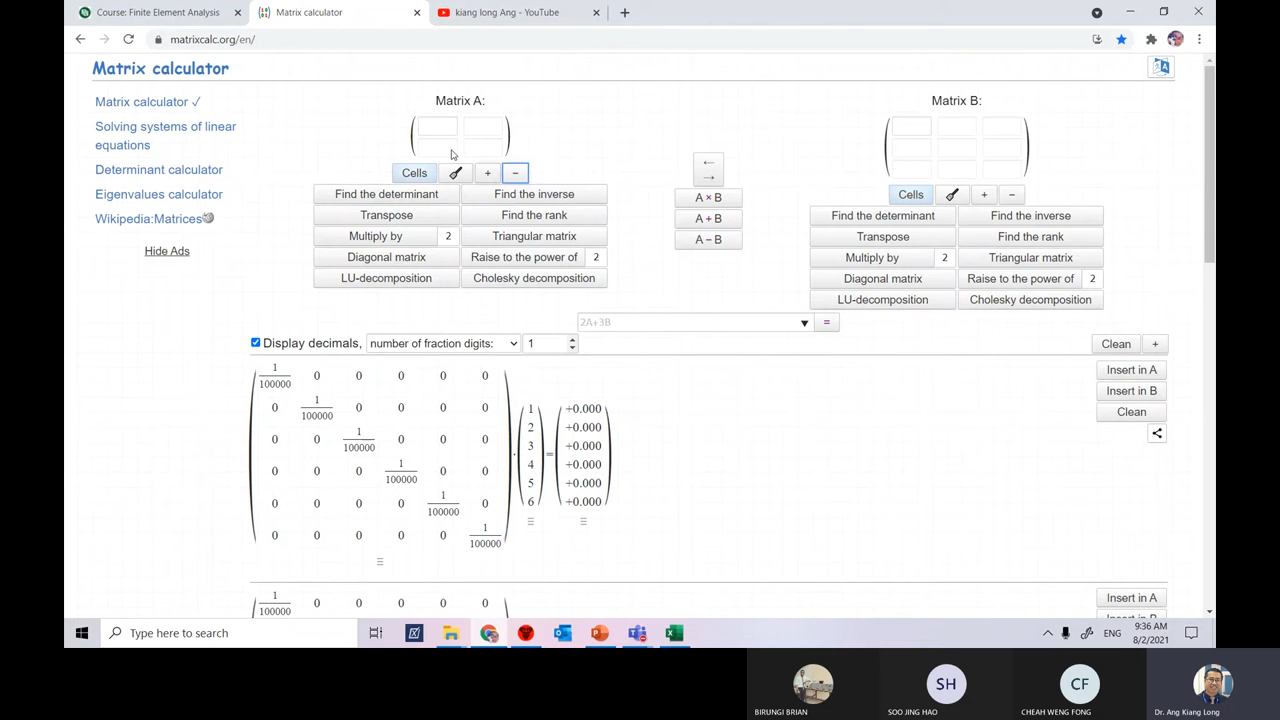 Course: Finite Element Analysis
Matrix calculator
kiang long Ang - YouTube
matrixcalc.org/en/
Matrix calculator
Matrix calculator ✓
Solving systems of linear
equations
Determinant calculator
Eigenvalues calculator
Wikipedia:Matrices
Hide Ads
Matrix A:
Cells + −
Find the determinant Find the inverse
Transpose Find the rank
Multiply by 2 Triangular matrix
Diagonal matrix Raise to the power of 2
LU-decomposition Cholesky decomposition
←
→
A × B
A + B
A − B
Matrix B:
Cells + −
Find the determinant Find the inverse
Transpose Find the rank
Multiply by 2 Triangular matrix
Diagonal matrix Raise to the power of 2
LU-decomposition Cholesky decomposition
2A+3B =
Display decimals, number of fraction digits: 1
Clean +
1/100000 0 0 0 0 0
0 1/100000 0 0 0 0
0 0 1/100000 0 0 0
0 0 0 1/100000 0 0
0 0 0 0 1/100000 0
0 0 0 0 0 1/100000
·
1
2
3
4
5
6
=
+0.000
+0.000
+0.000
+0.000
+0.000
+0.000
Insert in A
Insert in B
Clean
1/100000 0 0 0 0 0
Insert in A
Type here to search
ENG
9:36 AM
8/2/2021
BIRUNGI BRIAN
SH
SOO JING HAO
CF
CHEAH WENG FONG
Dr. Ang Kiang Long